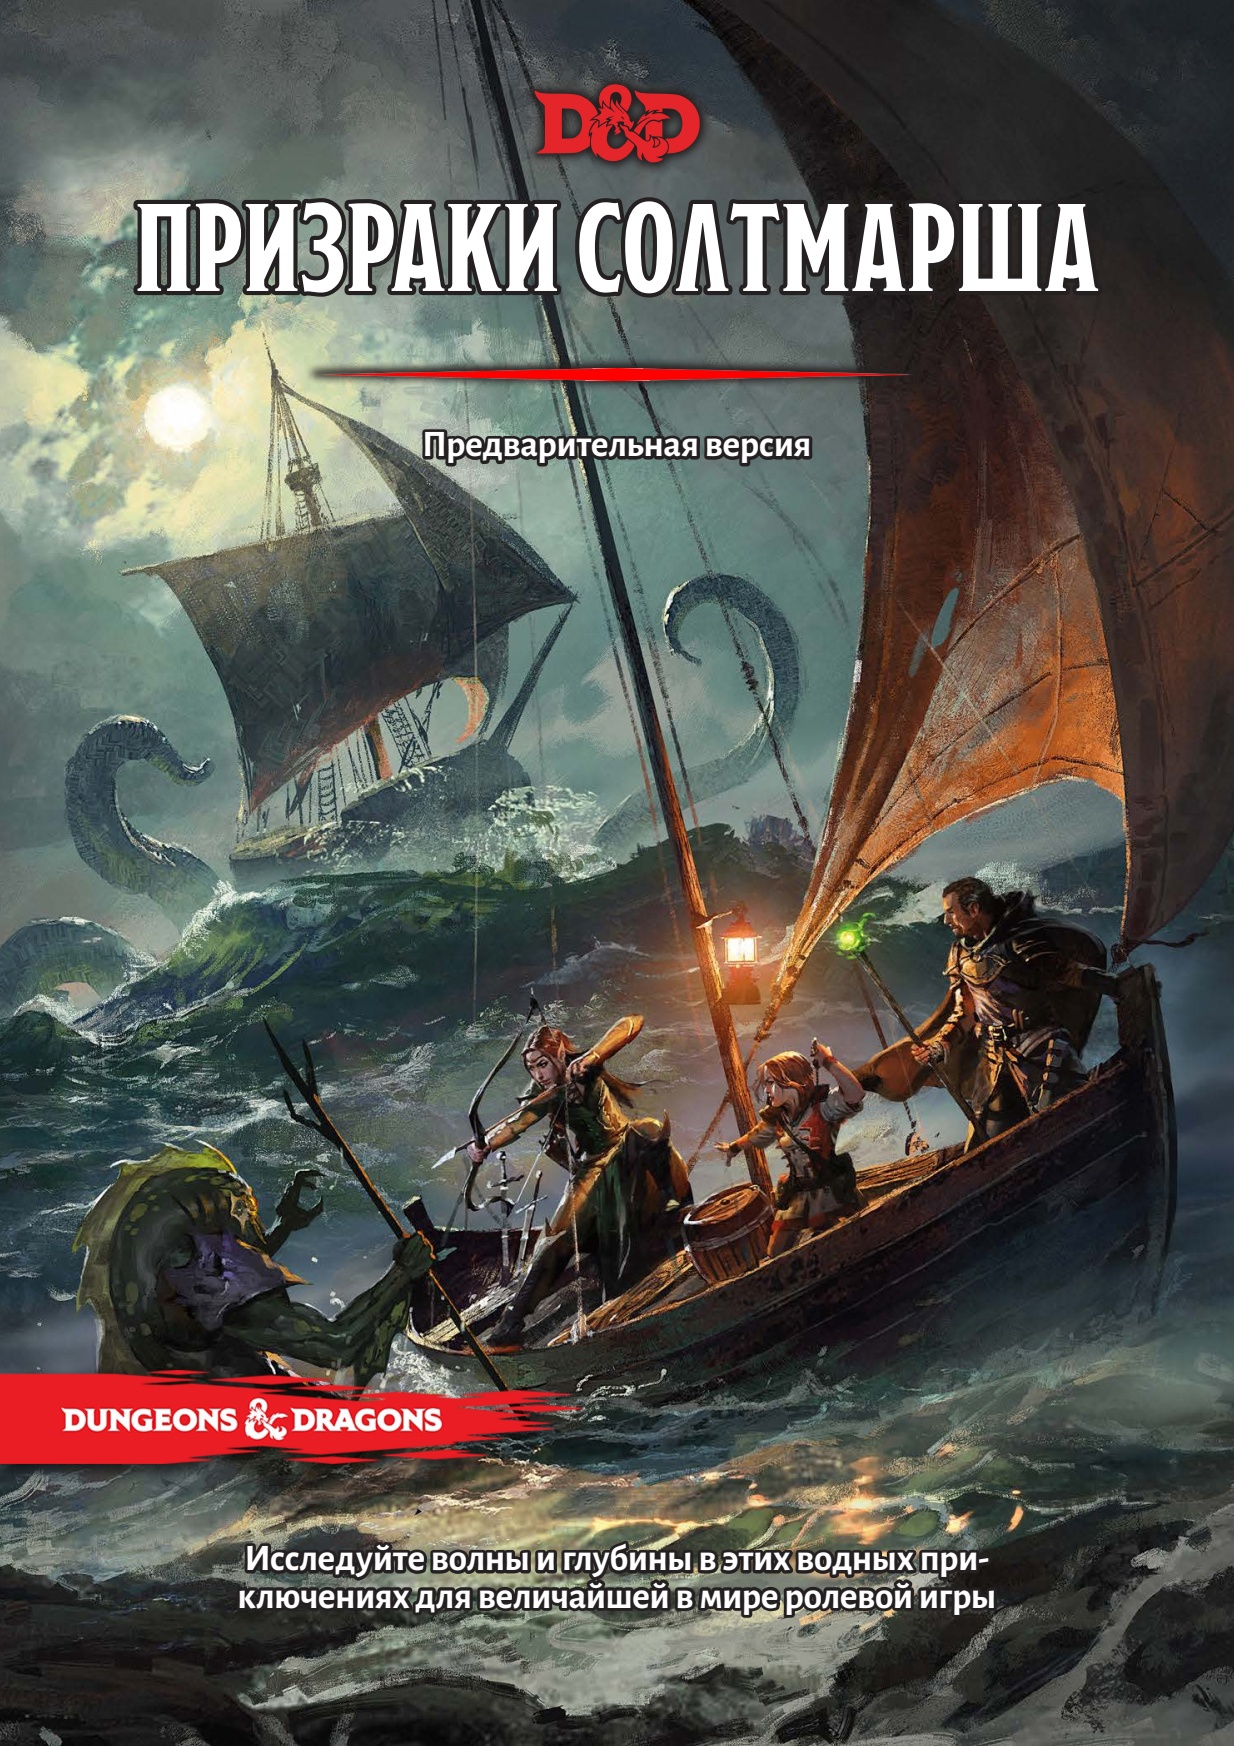 D&D
ПРИЗРАКИ СОЛТМАРША
Предварительная версия
DUNGEONS & DRAGONS
Исследуйте волны и глубины в этих водных при-
ключениях для величайшей в мире ролевой игры